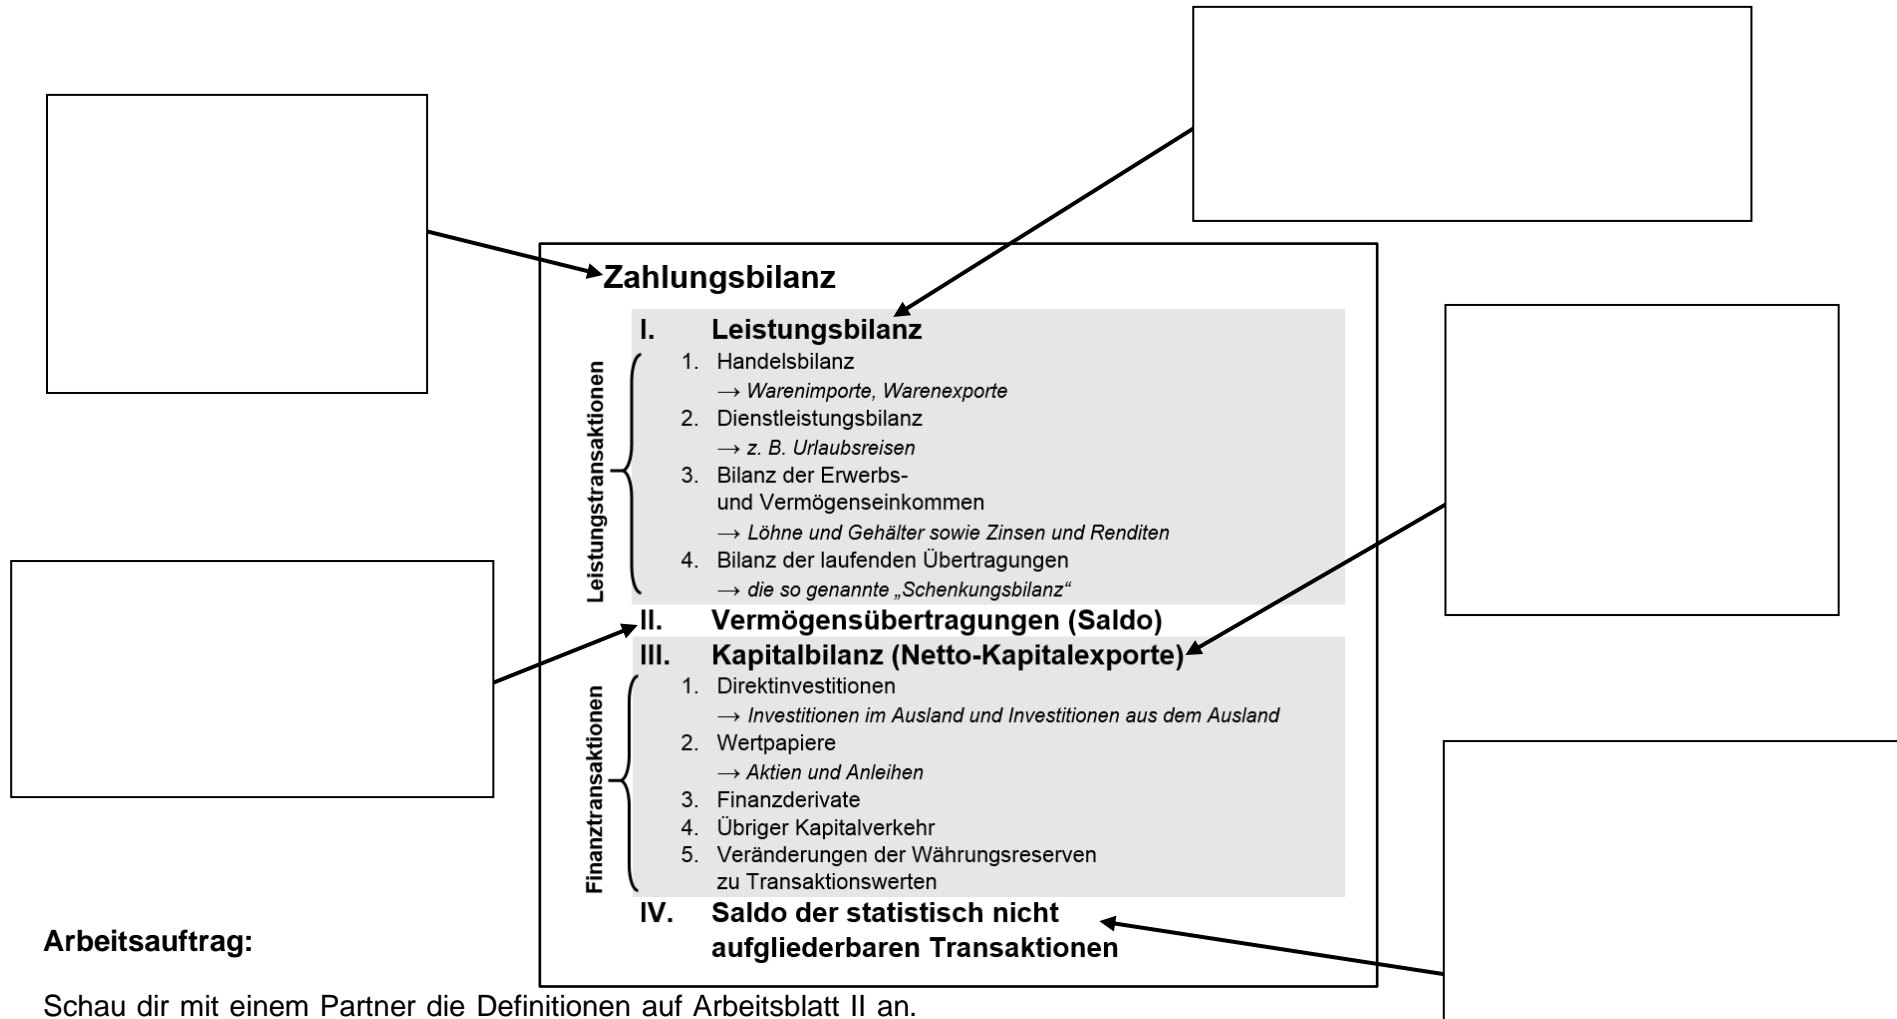 Zahlungsbilanz
I. Leistungsbilanz
Leistungstransaktionen
1. Handelsbilanz
→ Warenimporte, Warenexporte
2. Dienstleistungsbilanz
→ z. B. Urlaubsreisen
3. Bilanz der Erwerbs-
und Vermögenseinkommen
→ Löhne und Gehälter sowie Zinsen und Renditen
4. Bilanz der laufenden Übertragungen
→ die so genannte „Schenkungsbilanz“
II. Vermögensübertragungen (Saldo)
III. Kapitalbilanz (Netto-Kapitalexporte)
Finanztransaktionen
1. Direktinvestitionen
→ Investitionen im Ausland und Investitionen aus dem Ausland
2. Wertpapiere
→ Aktien und Anleihen
3. Finanzderivate
4. Übriger Kapitalverkehr
5. Veränderungen der Währungsreserven
zu Transaktionswerten
IV. Saldo der statistisch nicht
aufgliederbaren Transaktionen
Arbeitsauftrag:
Schau dir mit einem Partner die Definitionen auf Arbeitsblatt II an.